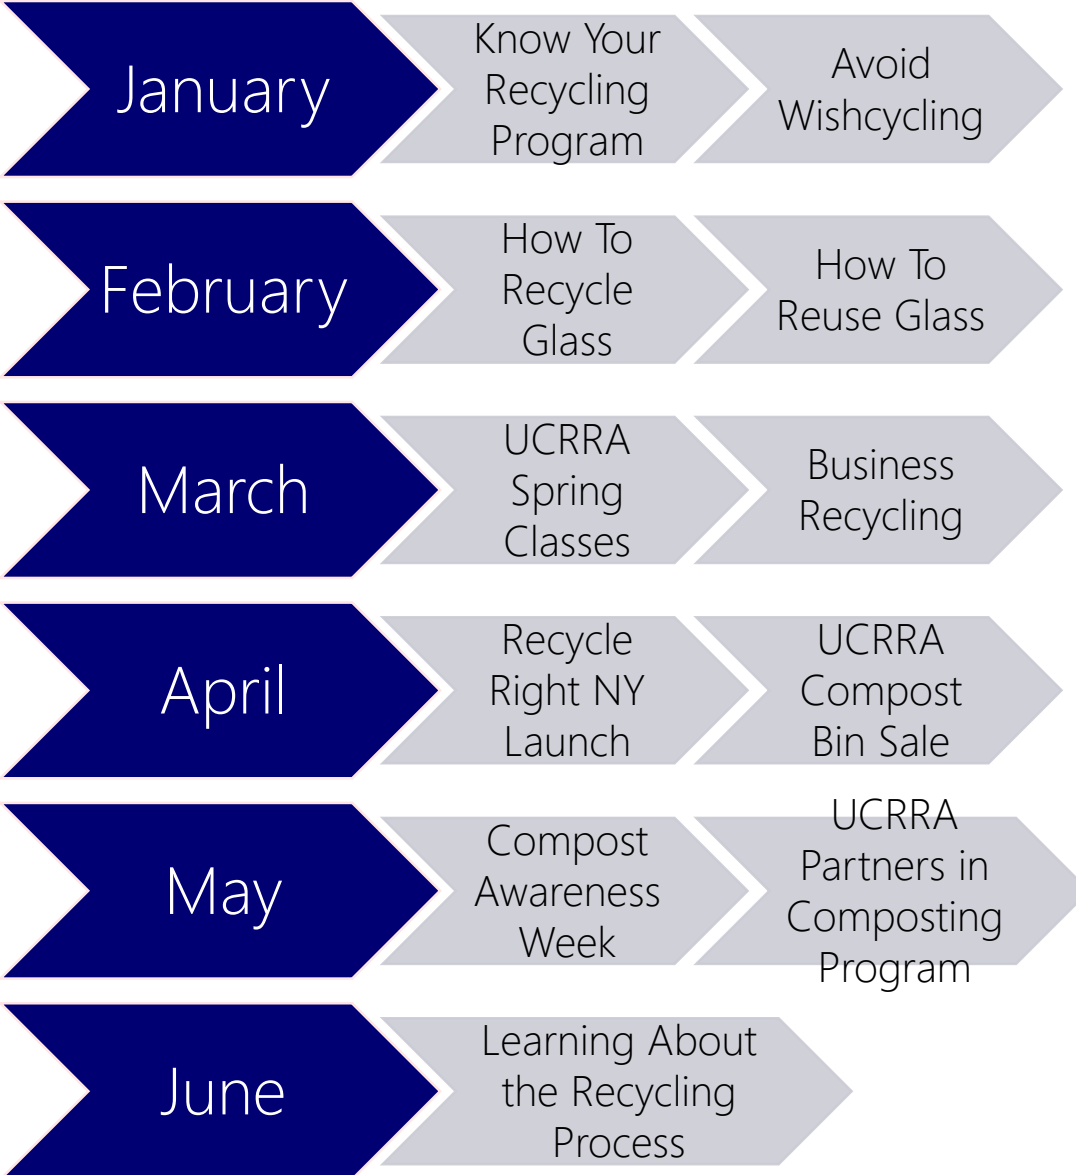 January
Know Your
Recycling
Program
Avoid
Wishcycling
February
How To
Recycle
Glass
How To
Reuse Glass
March
UCRRA
Spring
Classes
Business
Recycling
April
Recycle
Right NY
Launch
UCRRA
Compost
Bin Sale
May
Compost
Awareness
Week
UCRRA
Partners in
Composting
Program
June
Learning About
the Recycling
Process